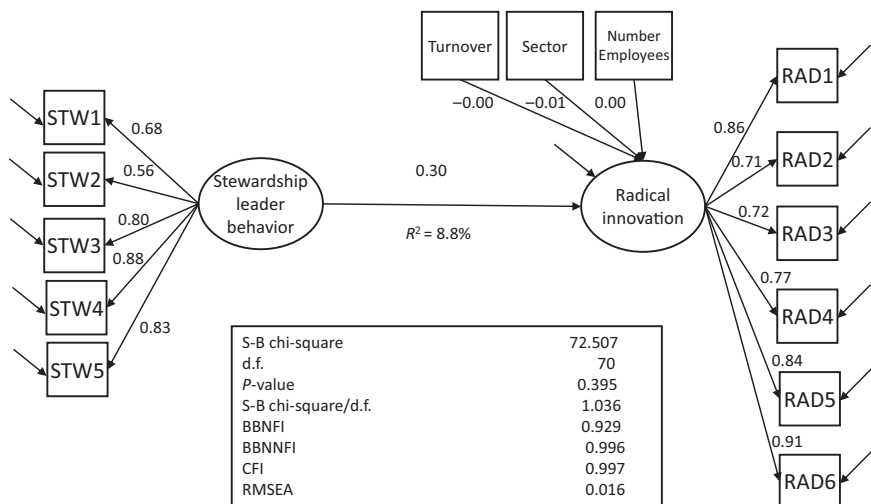 Turnover
Sector
Number
Employees
−0.00
−0.01
0.00
STW1
STW2
STW3
STW4
STW5
0.68
0.56
0.80
0.88
0.83
Stewardship
leader
behavior
0.30
R² = 8.8%
Radical
innovation
0.86
0.71
0.72
0.77
0.84
0.91
RAD1
RAD2
RAD3
RAD4
RAD5
RAD6
S-B chi-square 72.507
d.f. 70
P-value 0.395
S-B chi-square/d.f. 1.036
BBNFI 0.929
BBNNFI 0.996
CFI 0.997
RMSEA 0.016